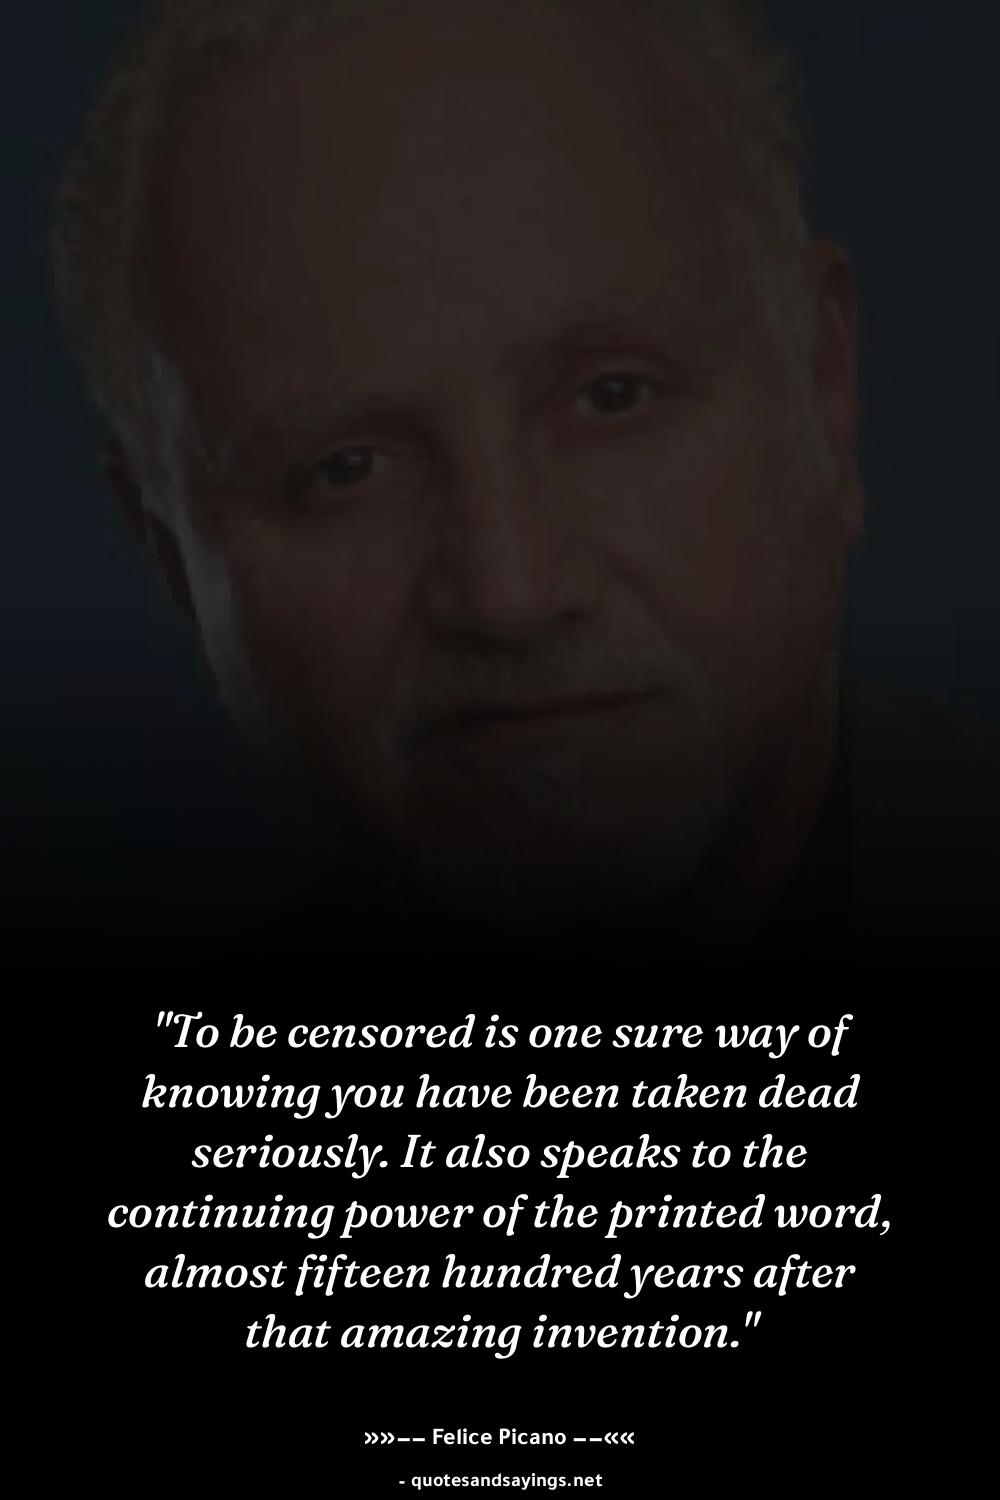 "To be censored is one sure way of
knowing you have been taken dead
seriously. It also speaks to the
continuing power of the printed word,
almost fifteen hundred years after
that amazing invention."
»»−− Felice Picano −−««
- quotesandsayings.net